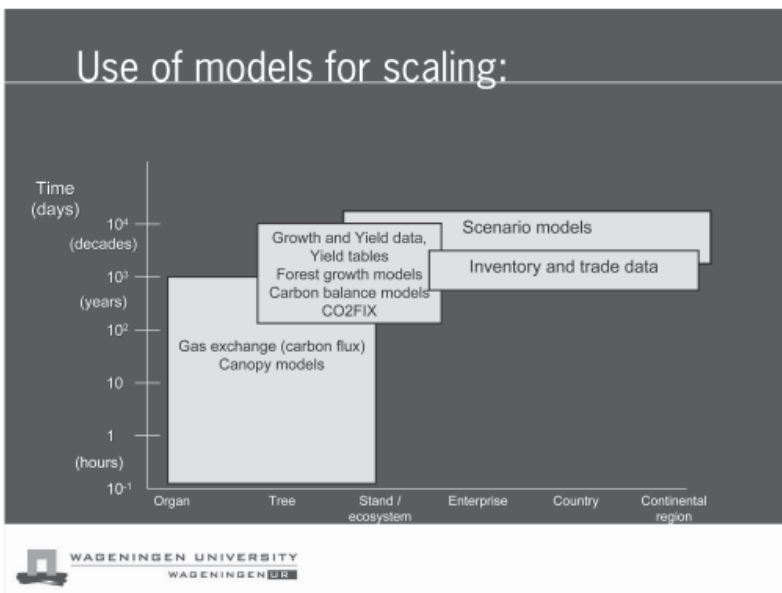 Use of models for scaling:
Time
(days)
10⁴
(decades)
10³
(years)
10²
10
1
(hours)
10⁻¹
Scenario models
Growth and Yield data,
Yield tables
Forest growth models
Carbon balance models
CO2FIX
Inventory and trade data
Gas exchange (carbon flux)
Canopy models
Organ
Tree
Stand /
ecosystem
Enterprise
Country
Continental
region
WAGENINGEN UNIVERSITY
WAGENINGEN UR